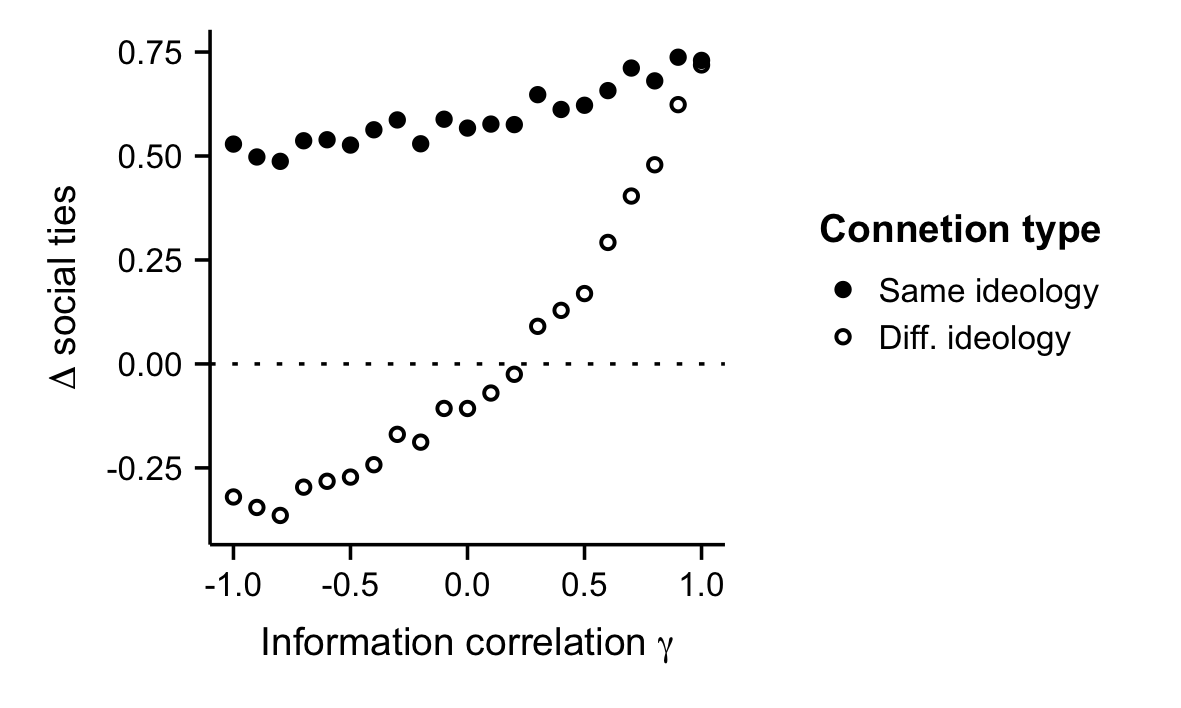 0.75
0.50
0.25
0.00
-0.25
Δ social ties
-1.0 -0.5 0.0 0.5 1.0
Information correlation γ
Connetion type
Same ideology
Diff. ideology